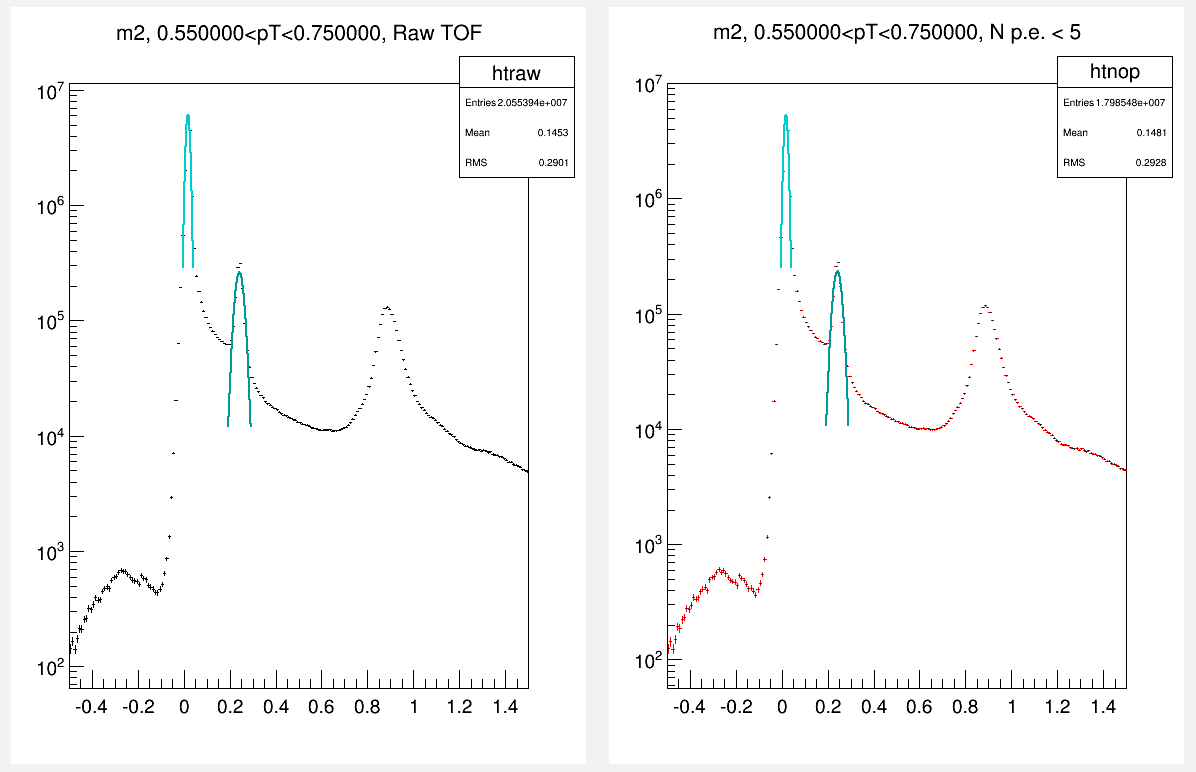 m2, 0.550000<pT<0.750000, Raw TOF
htraw
Entries 2.055394e+007
Mean 0.1453
RMS 0.2901
10^7
10^6
10^5
10^4
10^3
10^2
-0.4 -0.2 0 0.2 0.4 0.6 0.8 1 1.2 1.4
m2, 0.550000<pT<0.750000, N p.e. < 5
htnop
Entries 1.798548e+007
Mean 0.1481
RMS 0.2928
10^7
10^6
10^5
10^4
10^3
10^2
-0.4 -0.2 0 0.2 0.4 0.6 0.8 1 1.2 1.4